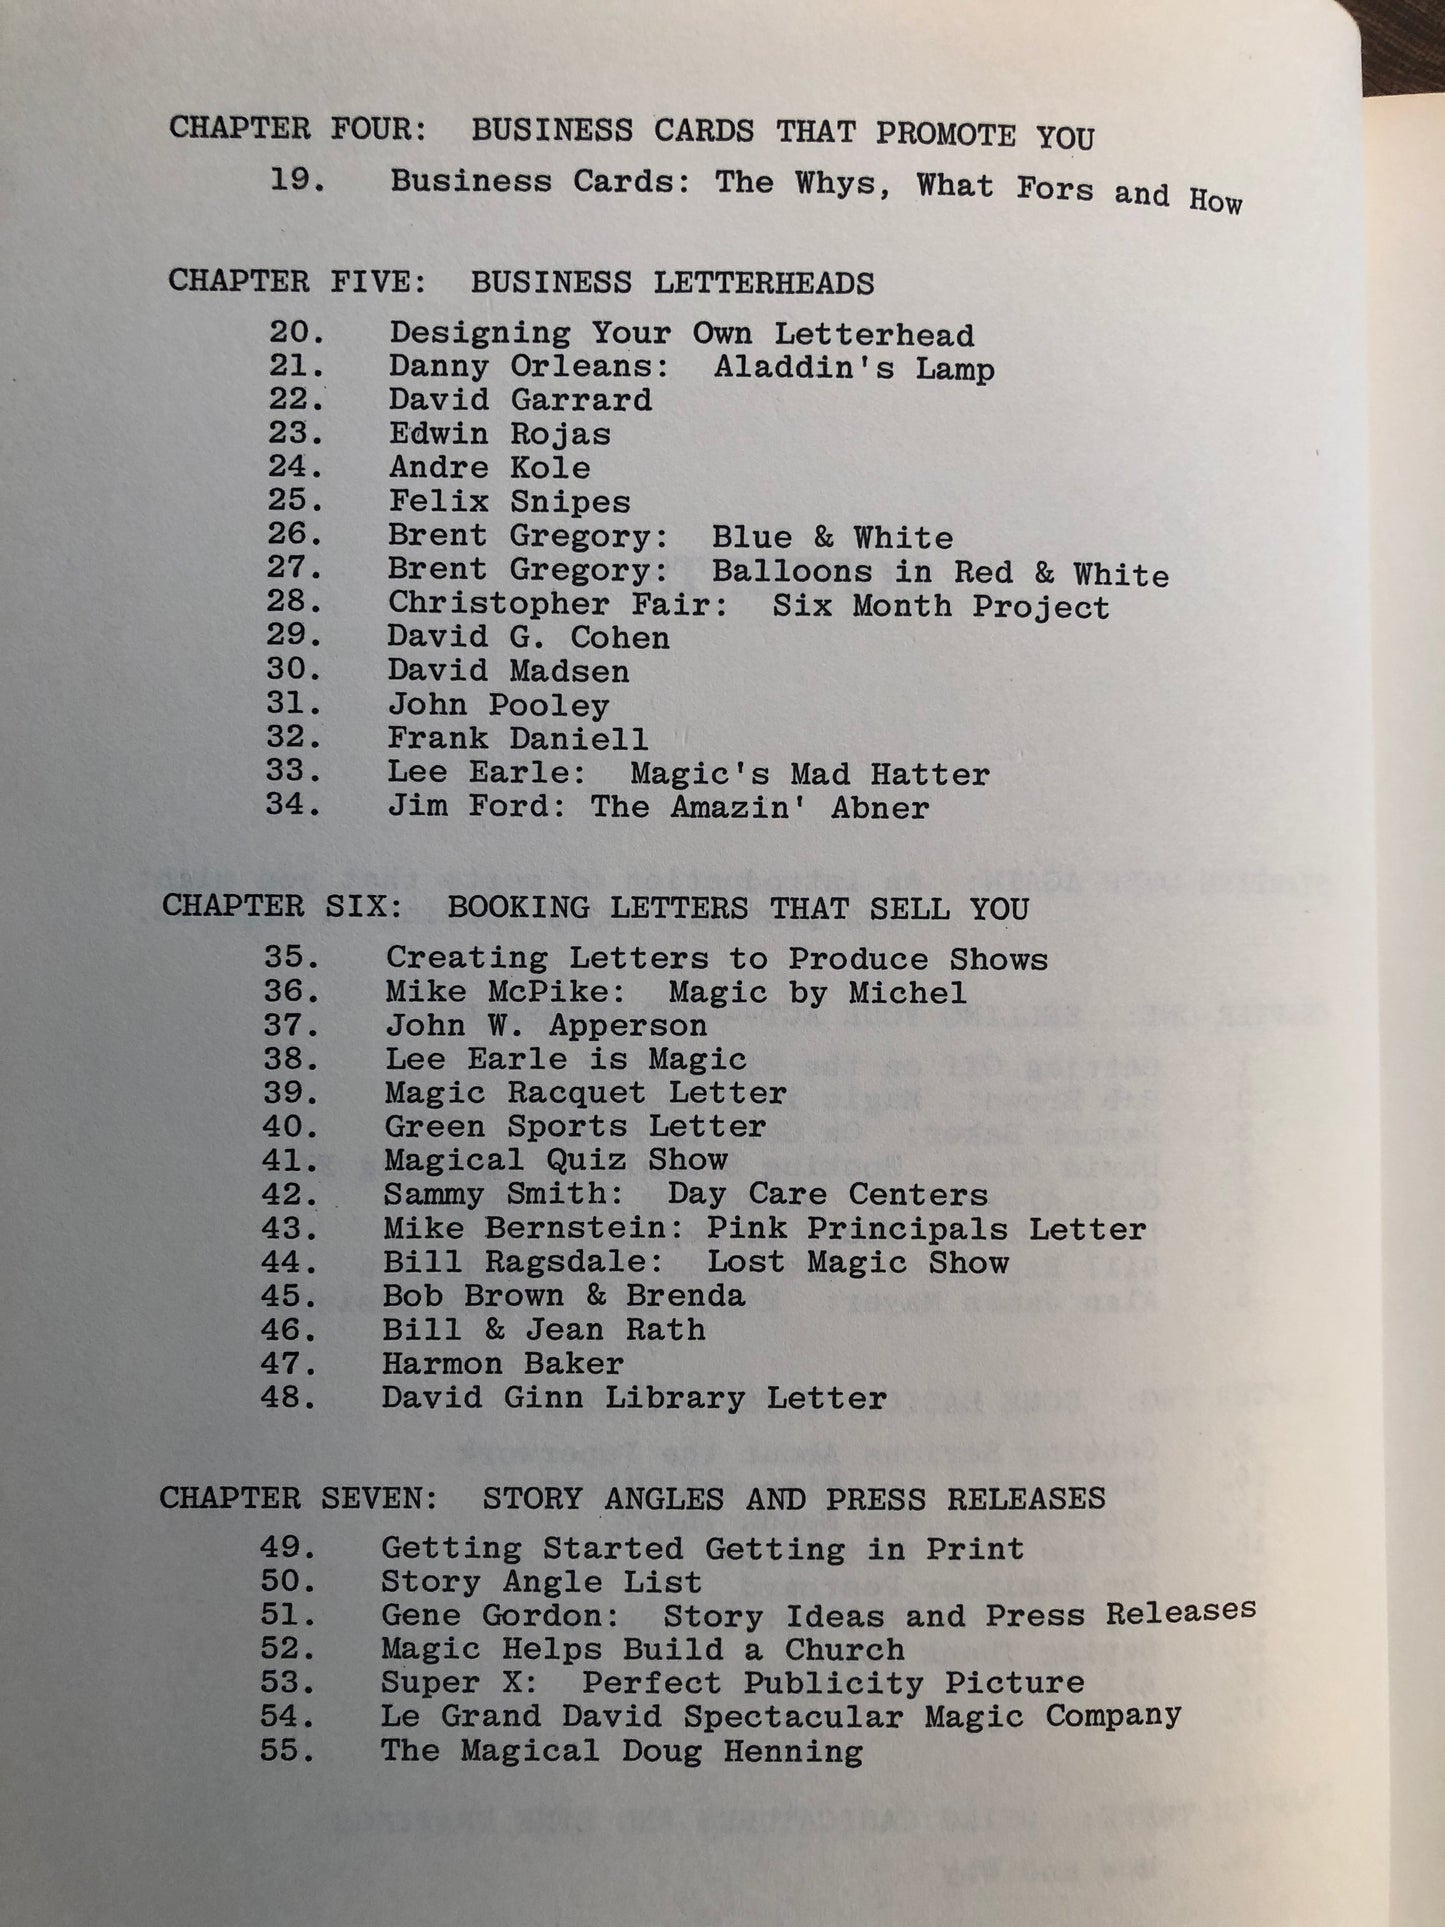 CHAPTER FOUR: BUSINESS CARDS THAT PROMOTE YOU
19. Business Cards: The Whys, What Fors and How
CHAPTER FIVE: BUSINESS LETTERHEADS
20. Designing Your Own Letterhead
21. Danny Orleans: Aladdin's Lamp
22. David Garrard
23. Edwin Rojas
24. Andre Kole
25. Felix Snipes
26. Brent Gregory: Blue & White
27. Brent Gregory: Balloons in Red & White
28. Christopher Fair: Six Month Project
29. David G. Cohen
30. David Madsen
31. John Pooley
32. Frank Daniell
33. Lee Earle: Magic's Mad Hatter
34. Jim Ford: The Amazin' Abner
CHAPTER SIX: BOOKING LETTERS THAT SELL YOU
35. Creating Letters to Produce Shows
36. Mike McPike: Magic by Michel
37. John W. Apperson
38. Lee Earle is Magic
39. Magic Racquet Letter
40. Green Sports Letter
41. Magical Quiz Show
42. Sammy Smith: Day Care Centers
43. Mike Bernstein: Pink Principals Letter
44. Bill Ragsdale: Lost Magic Show
45. Bob Brown & Brenda
46. Bill & Jean Rath
47. Harmon Baker
48. David Ginn Library Letter
CHAPTER SEVEN: STORY ANGLES AND PRESS RELEASES
49. Getting Started Getting in Print
50. Story Angle List
51. Gene Gordon: Story Ideas and Press Releases
52. Magic Helps Build a Church
53. Super X: Perfect Publicity Picture
54. Le Grand David Spectacular Magic Company
55. The Magical Doug Henning